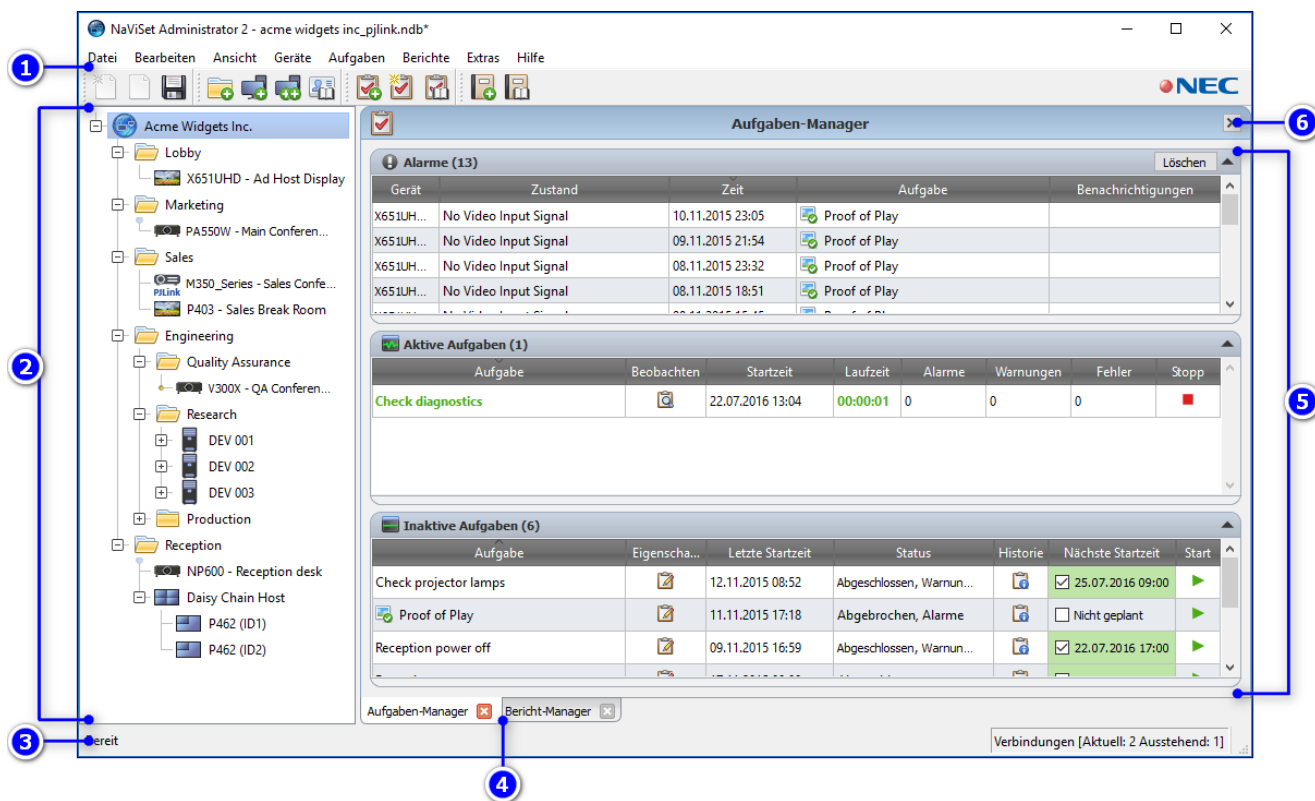 NaViSet Administrator 2 - acme widgets inc_pjlink.ndb*
Datei Bearbeiten Ansicht Geräte Aufgaben Berichte Extras Hilfe
1
NEC
2
Acme Widgets Inc.
Lobby
X651UHD - Ad Host Display
Marketing
PA550W - Main Conferen...
Sales
PJLink
M350_Series - Sales Confe...
P403 - Sales Break Room
Engineering
Quality Assurance
V300X - QA Conferen...
Research
DEV 001
DEV 002
DEV 003
Production
Reception
NP600 - Reception desk
Daisy Chain Host
P462 (ID1)
P462 (ID2)
Aufgaben-Manager
6
Alarme (13) Löschen
Gerät Zustand Zeit Aufgabe Benachrichtigungen
X651UH... No Video Input Signal 10.11.2015 23:05 Proof of Play
X651UH... No Video Input Signal 09.11.2015 21:54 Proof of Play
X651UH... No Video Input Signal 08.11.2015 23:32 Proof of Play
X651UH... No Video Input Signal 08.11.2015 18:51 Proof of Play
Aktive Aufgaben (1)
Aufgabe Beobachten Startzeit Laufzeit Alarme Warnungen Fehler Stopp
Check diagnostics 22.07.2016 13:04 00:00:01 0 0 0
5
Inaktive Aufgaben (6)
Aufgabe Eigenscha... Letzte Startzeit Status Historie Nächste Startzeit Start
Check projector lamps 12.11.2015 08:52 Abgeschlossen, Warnun... 25.07.2016 09:00
Proof of Play 11.11.2015 17:18 Abgebrochen, Alarme Nicht geplant
Reception power off 09.11.2015 16:59 Abgeschlossen, Warnun... 22.07.2016 17:00
Aufgaben-Manager Bericht-Manager
3
Bereit
Verbindungen [Aktuell: 2 Ausstehend: 1]
4